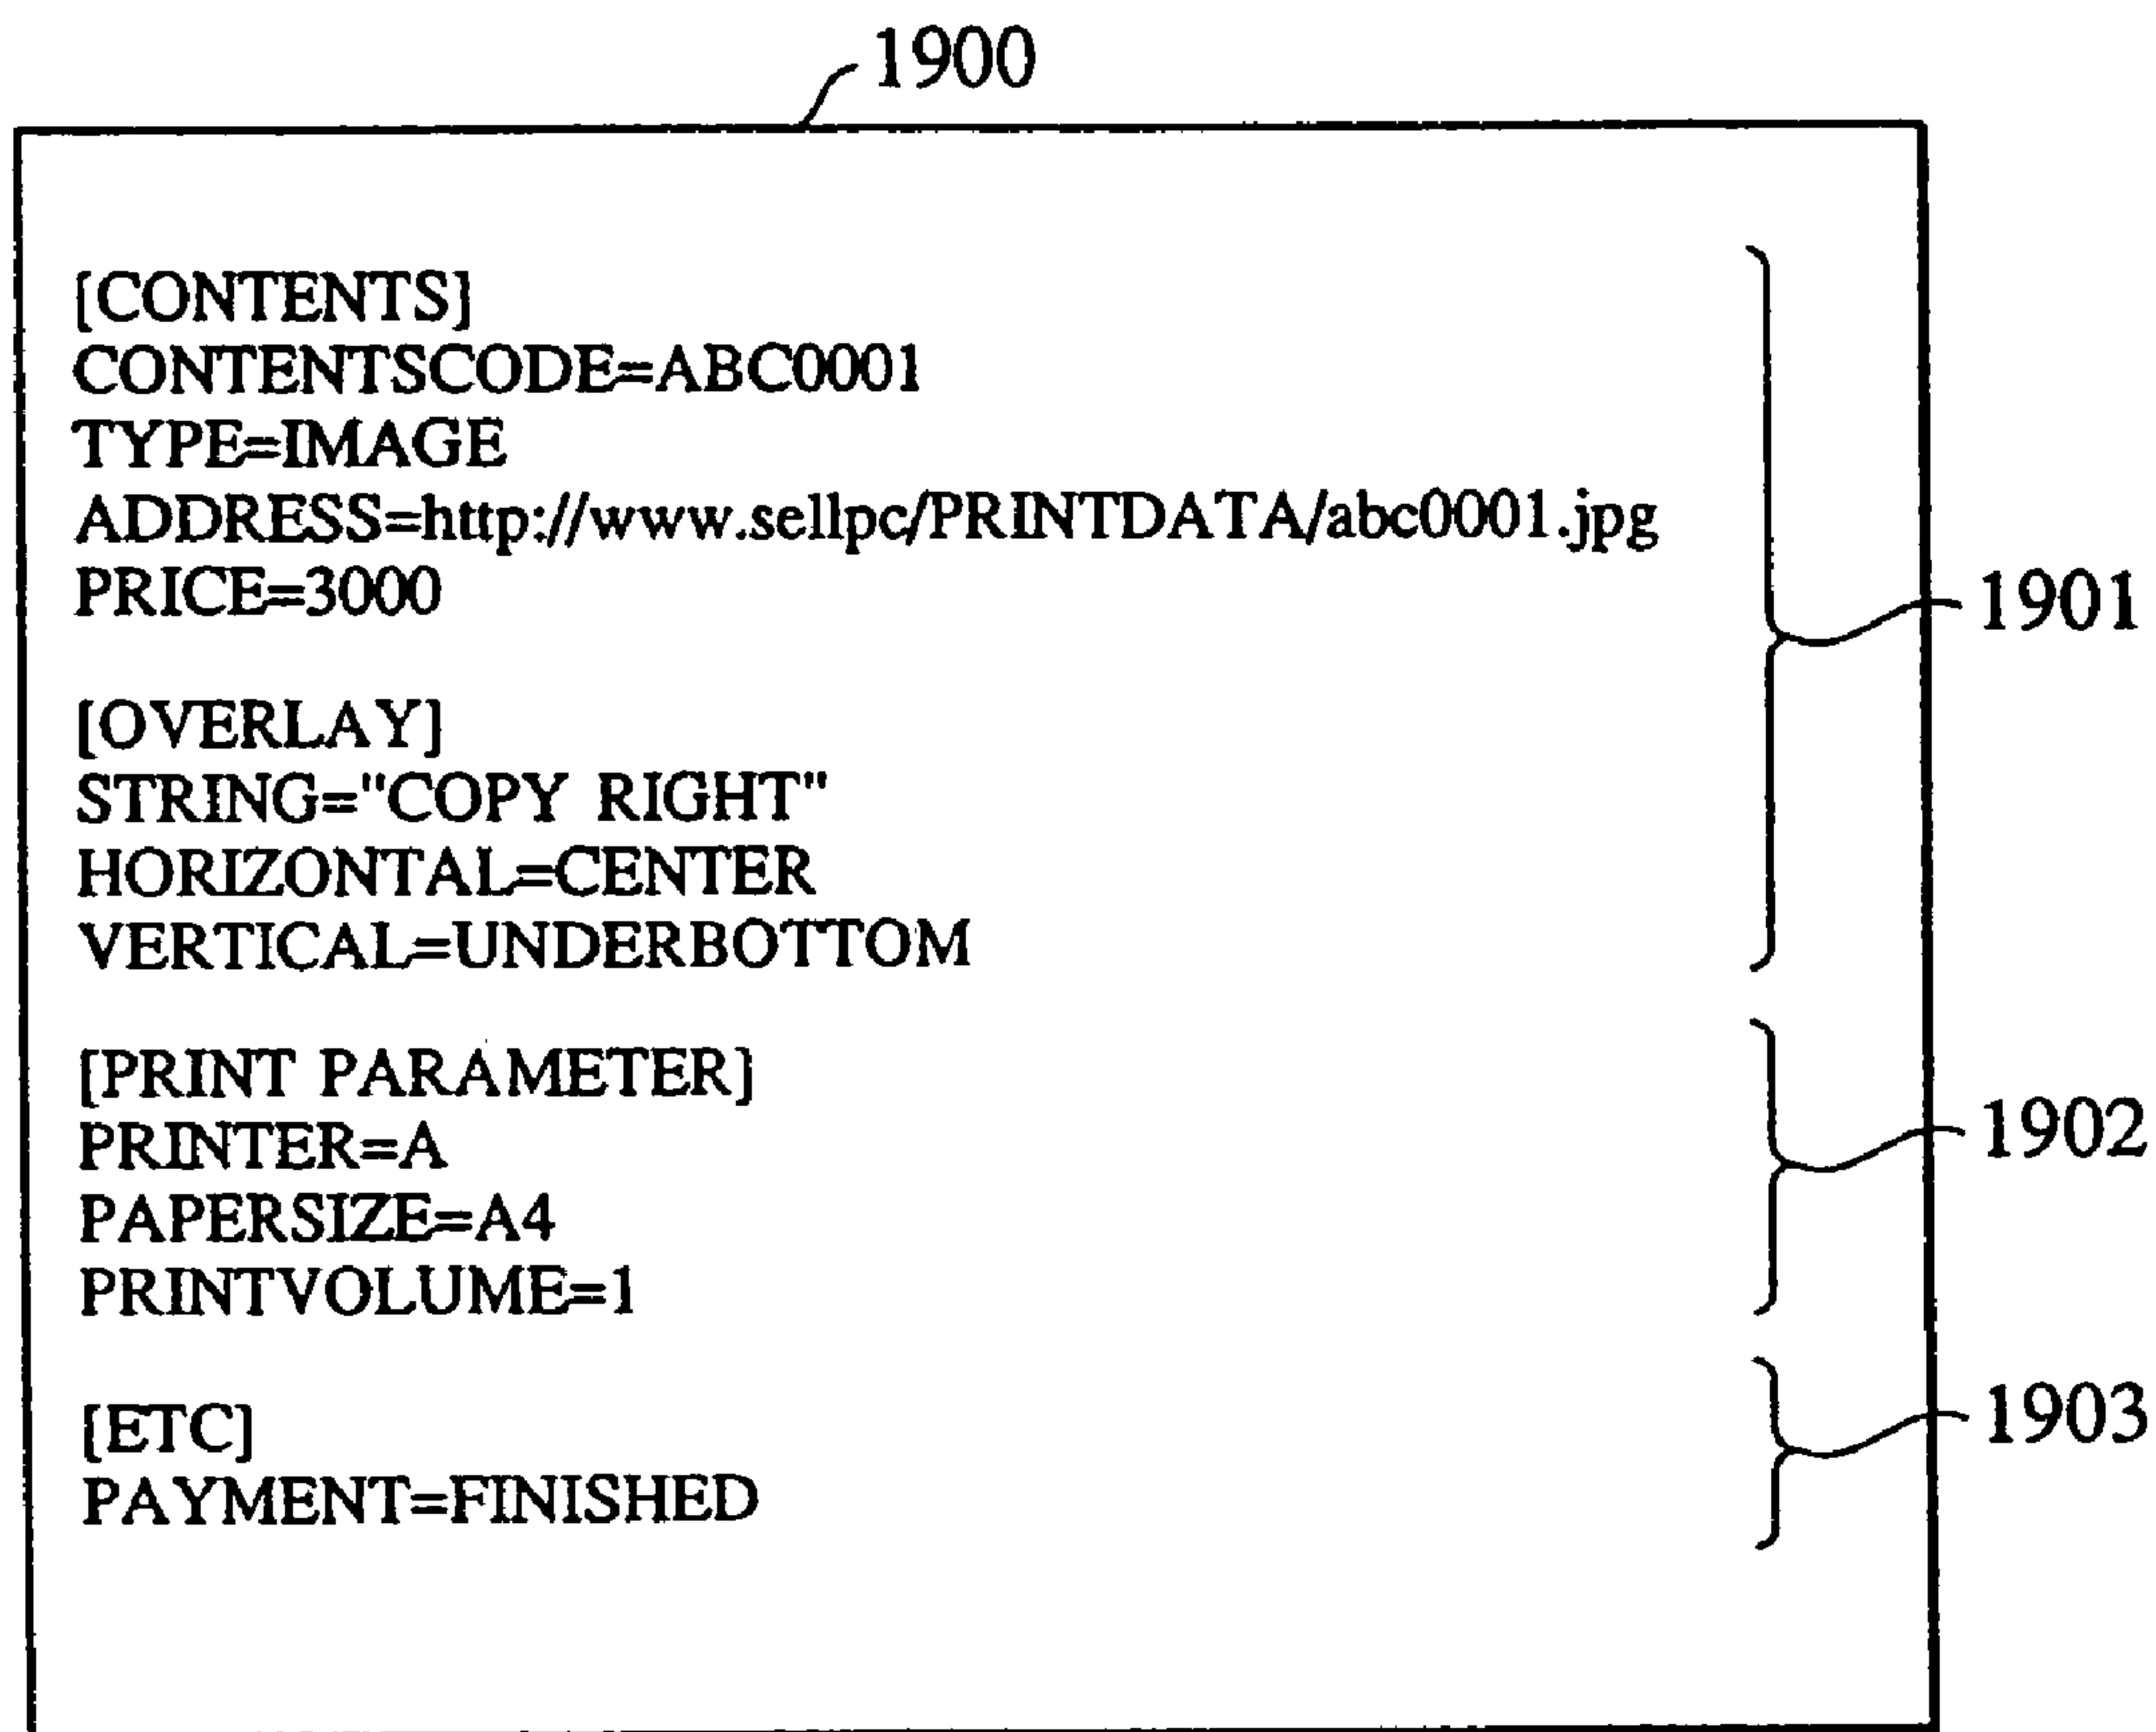 1900
[CONTENTS]
CONTENTSCODE=ABC0001
TYPE=IMAGE
ADDRESS=http://www.sellpc/PRINTDATA/abc0001.jpg
PRICE=3000
1901
[OVERLAY]
STRING="COPY RIGHT"
HORIZONTAL=CENTER
VERTICAL=UNDERBOTTOM
[PRINT PARAMETER]
PRINTER=A
1902
PAPERSIZE=A4
PRINTVOLUME=1
[ETC]
1903
PAYMENT=FINISHED